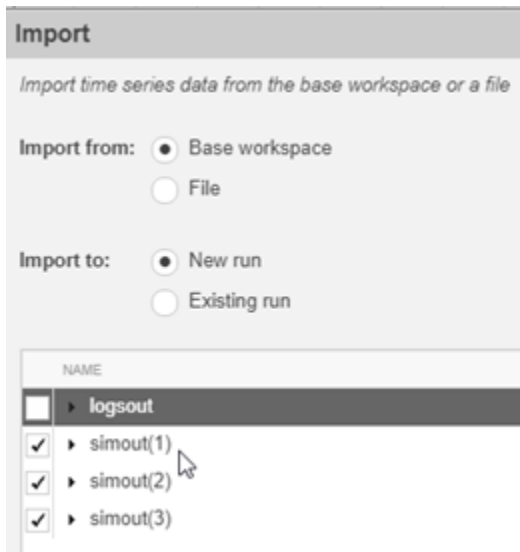 Import
Import time series data from the base workspace or a file
Import from: Base workspace
File
Import to: New run
Existing run
NAME
logsout
simout(1)
simout(2)
simout(3)